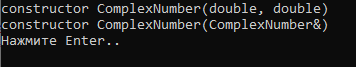 constructor ComplexNumber(double, double)
constructor ComplexNumber(ComplexNumber&)
Нажмите Enter..